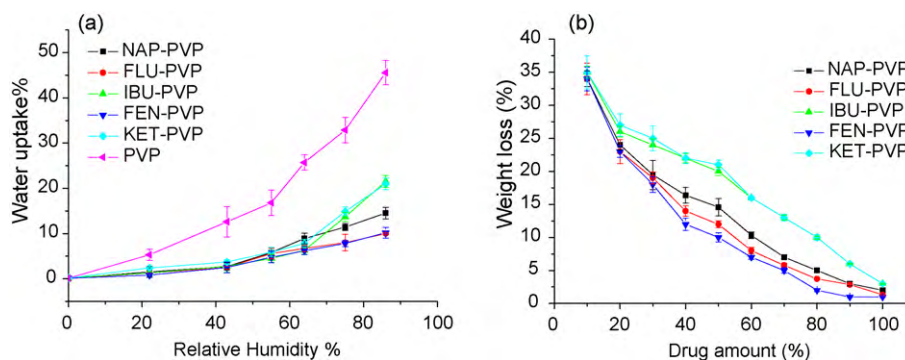 (a)
NAP-PVP
FLU-PVP
IBU-PVP
FEN-PVP
KET-PVP
PVP
Water uptake%
50
40
30
20
10
0
0 20 40 60 80 100
Relative Humidity %
(b)
NAP-PVP
FLU-PVP
IBU-PVP
FEN-PVP
KET-PVP
Weight loss (%)
40
35
30
25
20
15
10
5
0
0 20 40 60 80 100
Drug amount (%)